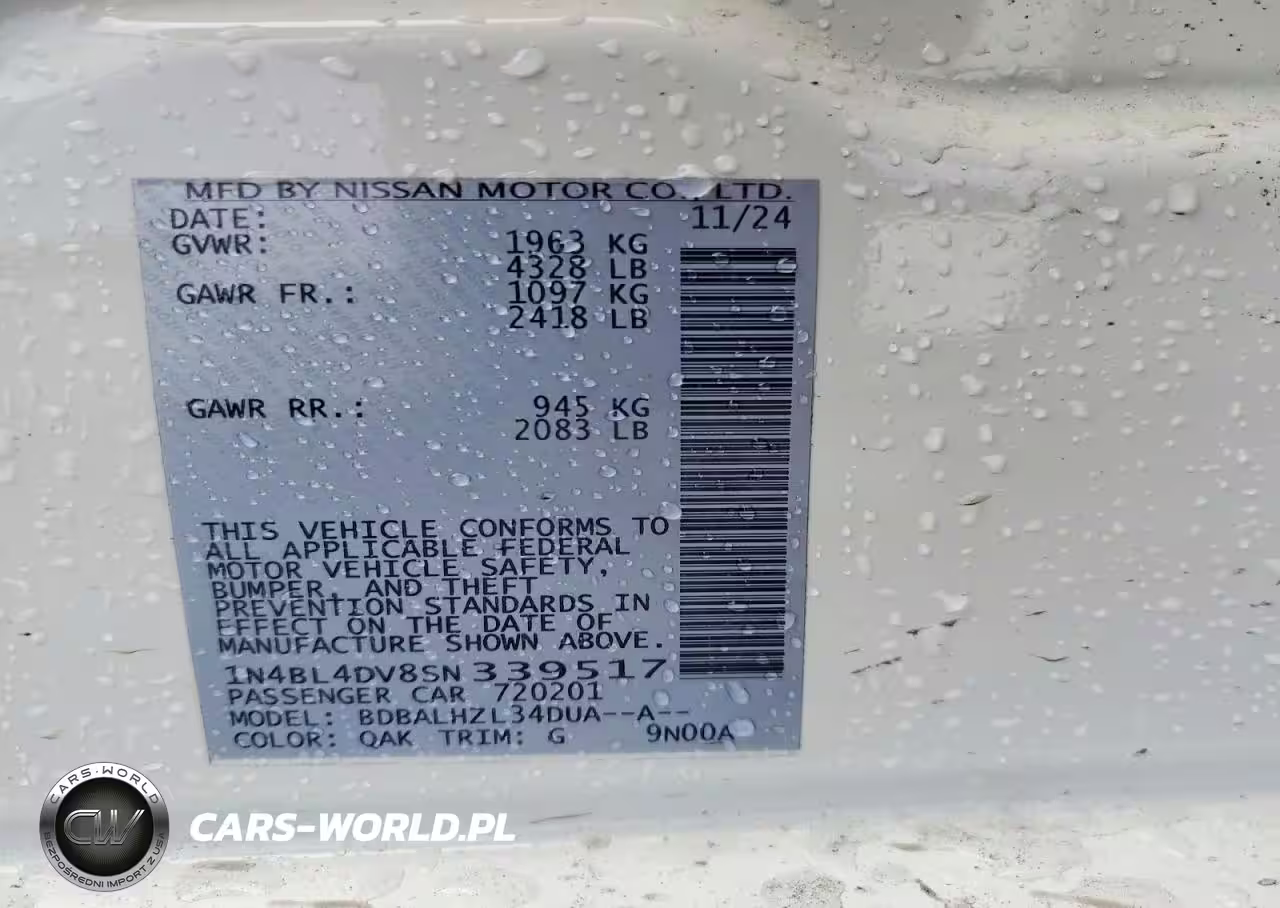 MFD BY NISSAN MOTOR CO., LTD.
DATE: 11/24
GVWR: 1963 KG
4328 LB
GAWR FR.: 1097 KG
2418 LB
GAWR RR.: 945 KG
2083 LB
THIS VEHICLE CONFORMS TO
ALL APPLICABLE FEDERAL
MOTOR VEHICLE SAFETY,
BUMPER, AND THEFT
PREVENTION STANDARDS IN
EFFECT ON THE DATE OF
MANUFACTURE SHOWN ABOVE.
1N4BL4DV8SN339517
PASSENGER CAR 720201
MODEL: BDBALHZL34DUA--A--
COLOR: QAK TRIM: G 9N00A
CARS-WORLD
CW
BEZPOŚREDNI IMPORT Z USA
CARS-WORLD.PL